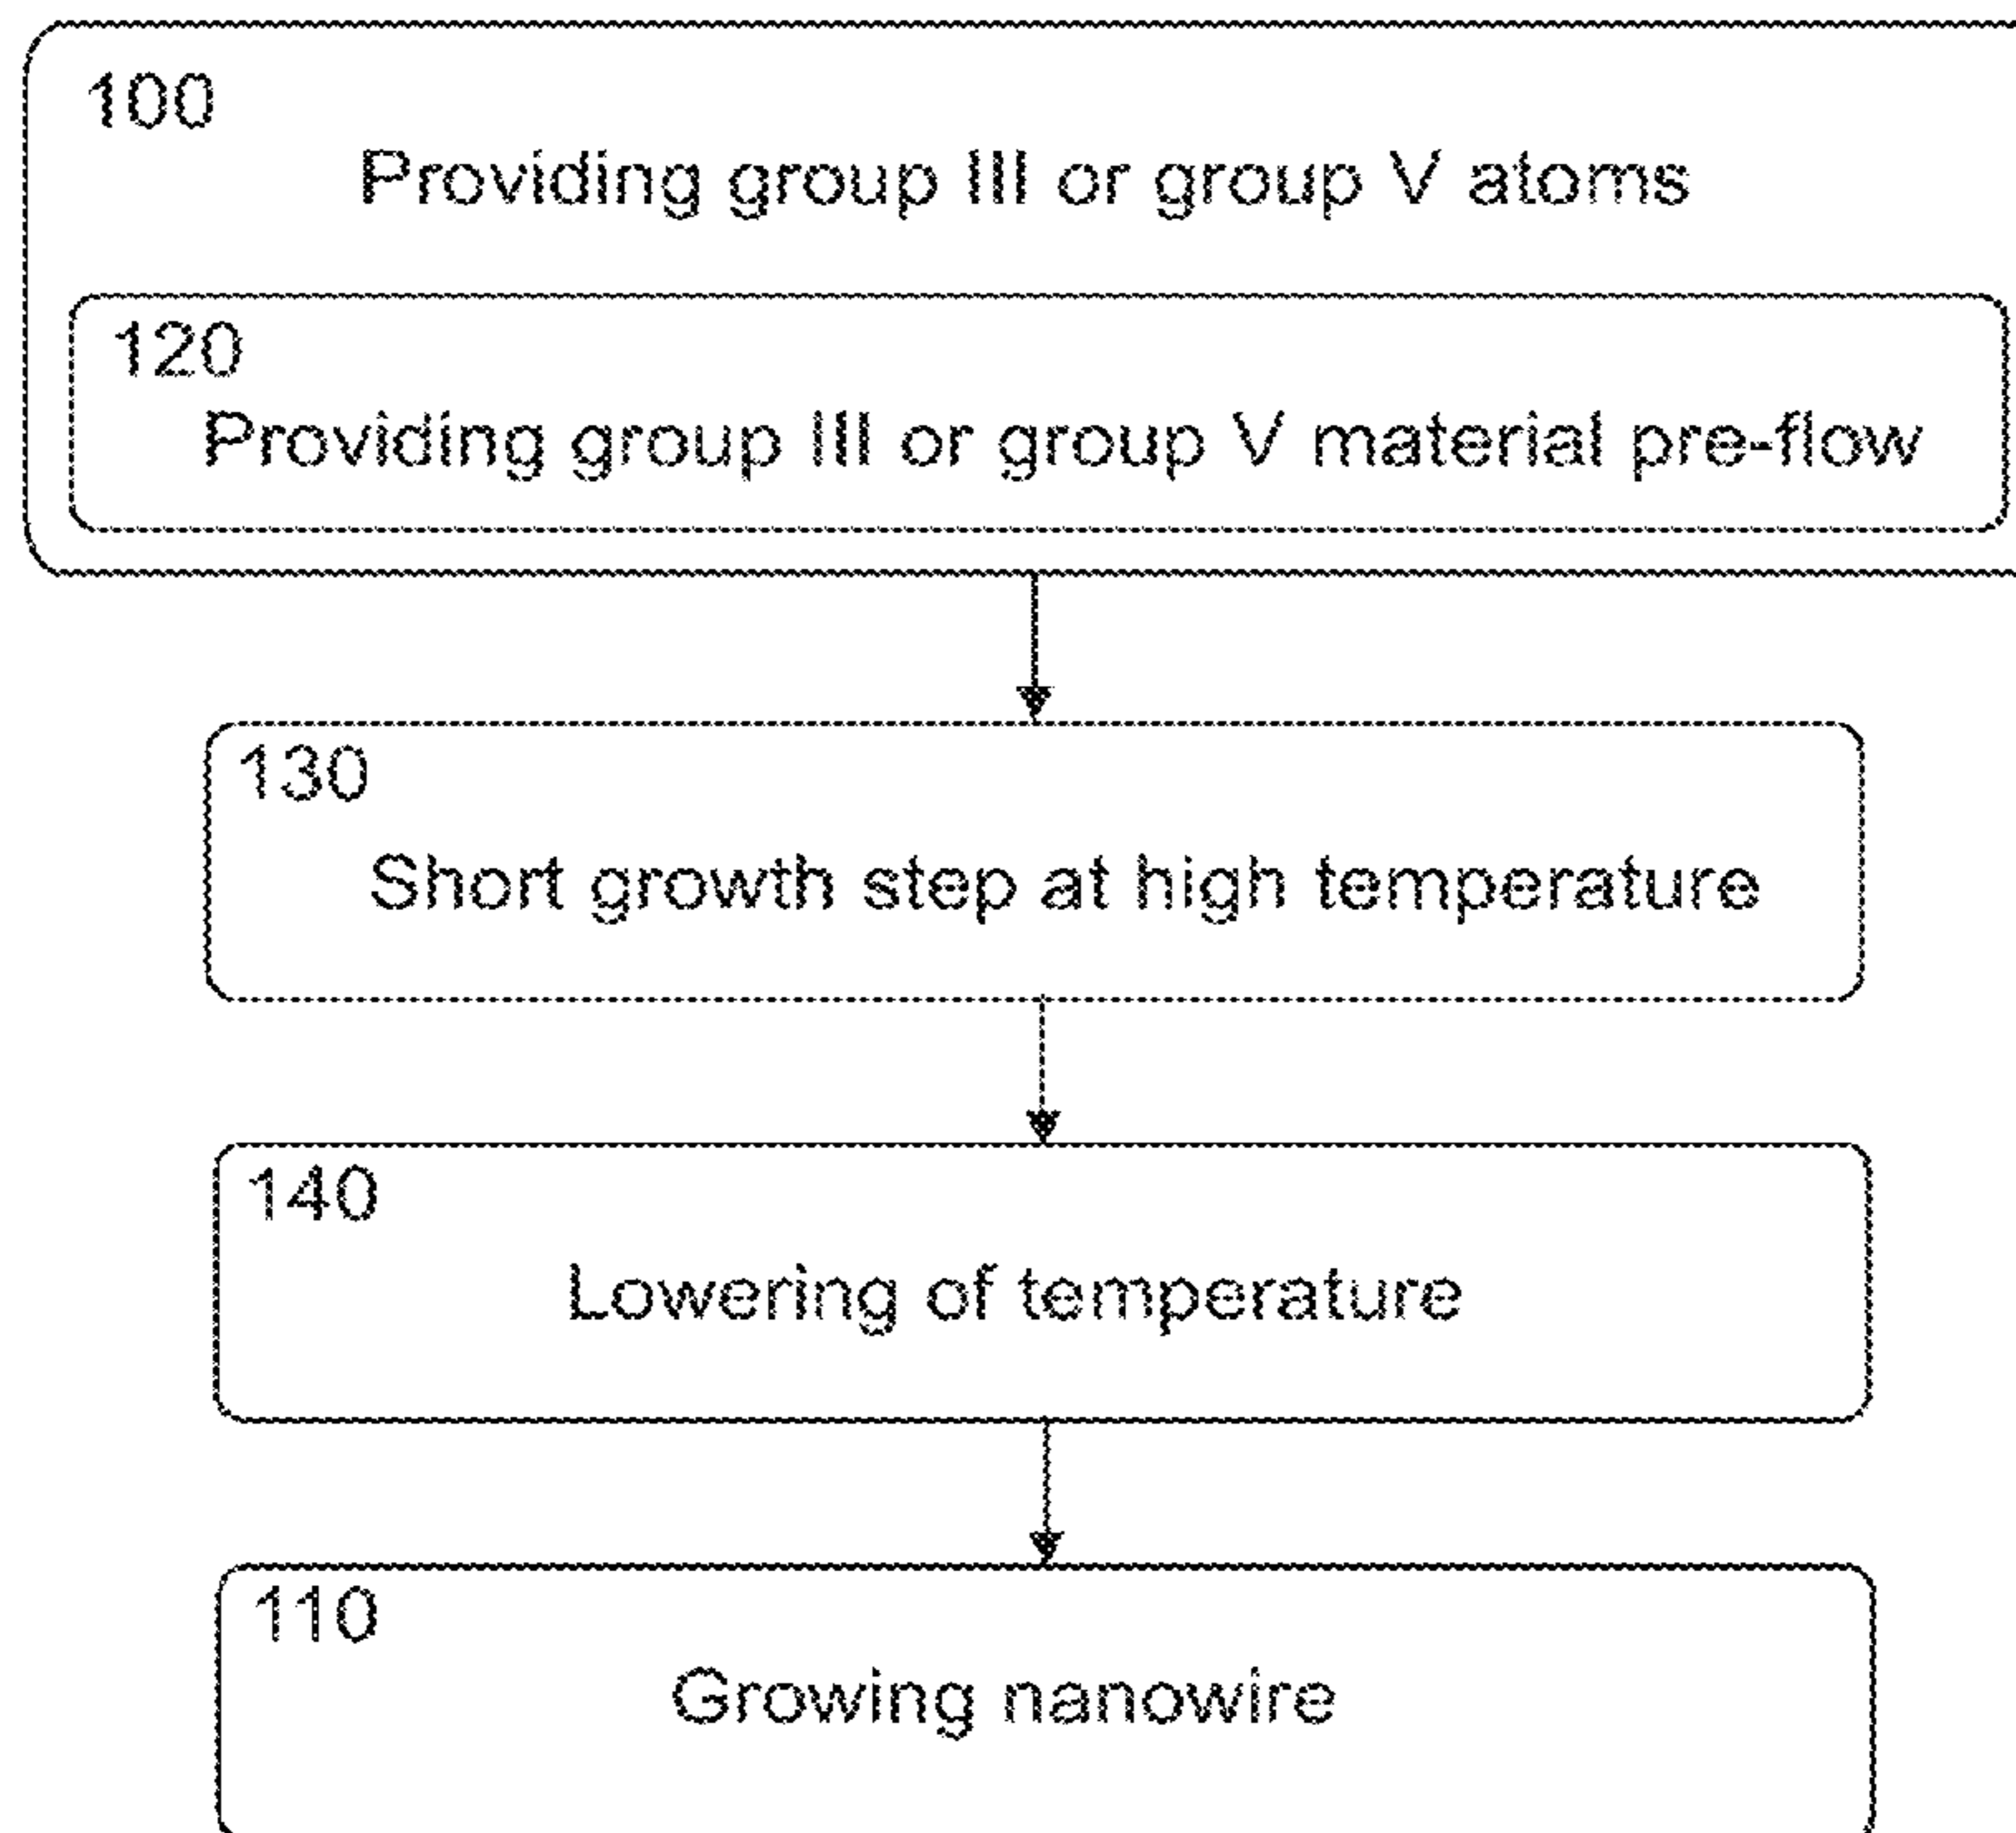 100
Providing group III or group V atoms
120
Providing group III or group V material pre-flow
130
Short growth step at high temperature
140
Lowering of temperature
110
Growing nanowire